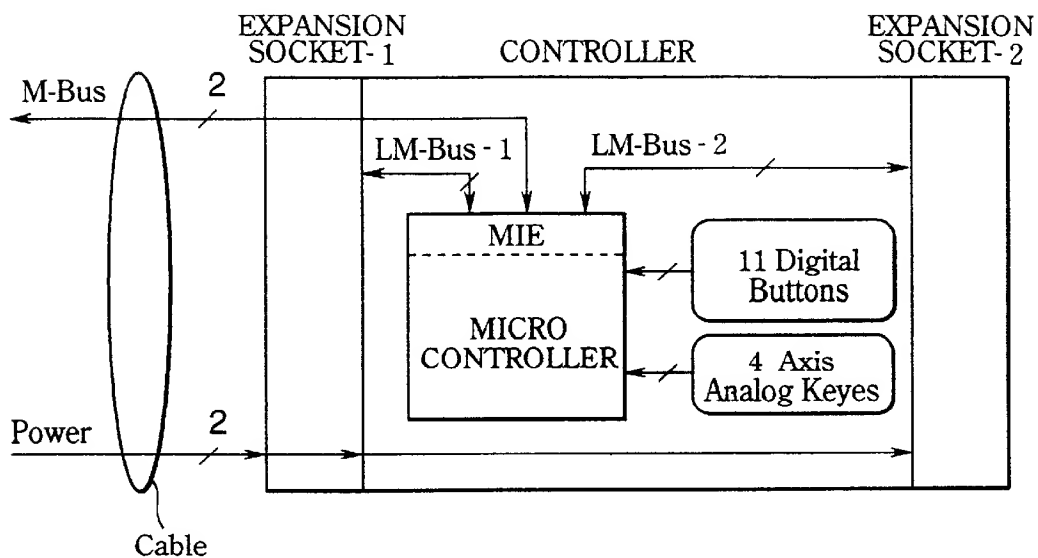 EXPANSION
SOCKET-1
CONTROLLER
EXPANSION
SOCKET-2
M-Bus
2
LM-Bus-1
LM-Bus-2
MIE
11 Digital
Buttons
MICRO
CONTROLLER
4 Axis
Analog Keyes
Power
2
Cable